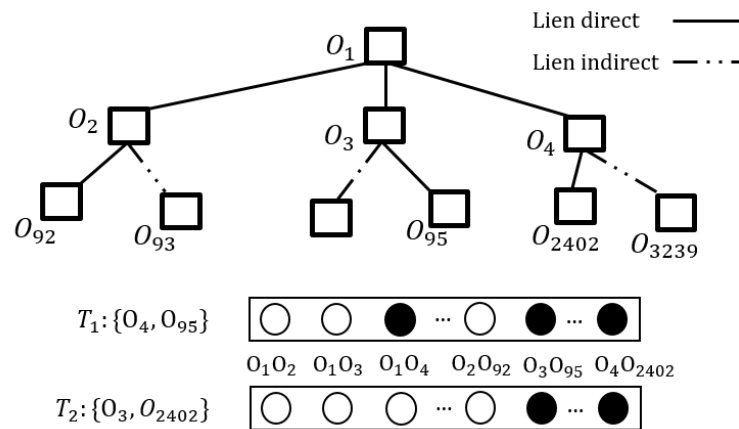 Lien direct
Lien indirect
O₁
O₂
O₃
O₄
O₉₂
O₉₃
O₉₅
O₂₄₀₂
O₃₂₃₉
T₁:{O₄, O₉₅}
... ...
O₁O₂ O₁O₃ O₁O₄ O₂O₉₂ O₃O₉₅ O₄O₂₄₀₂
T₂:{O₃, O₂₄₀₂}
... ...